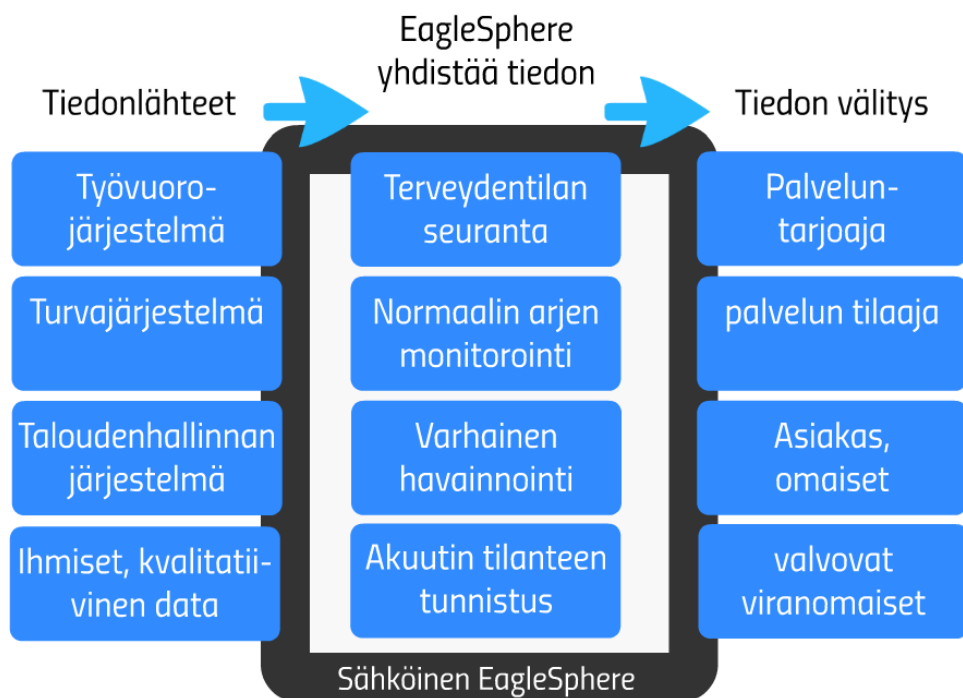 Tiedonlähteet
EagleSphere
yhdistää tiedon
Tiedon välitys
Työvuoro-
järjestelmä
Turvajärjestelmä
Taloudenhallinnan
järjestelmä
Ihmiset, kvalitatii-
vinen data
Terveydentilan
seuranta
Normaalin arjen
monitorointi
Varhainen
havainnointi
Akuutin tilanteen
tunnistus
Palvelun-
tarjoaja
palvelun tilaaja
Asiakas,
omaiset
valvovat
viranomaiset
Sähköinen EagleSphere